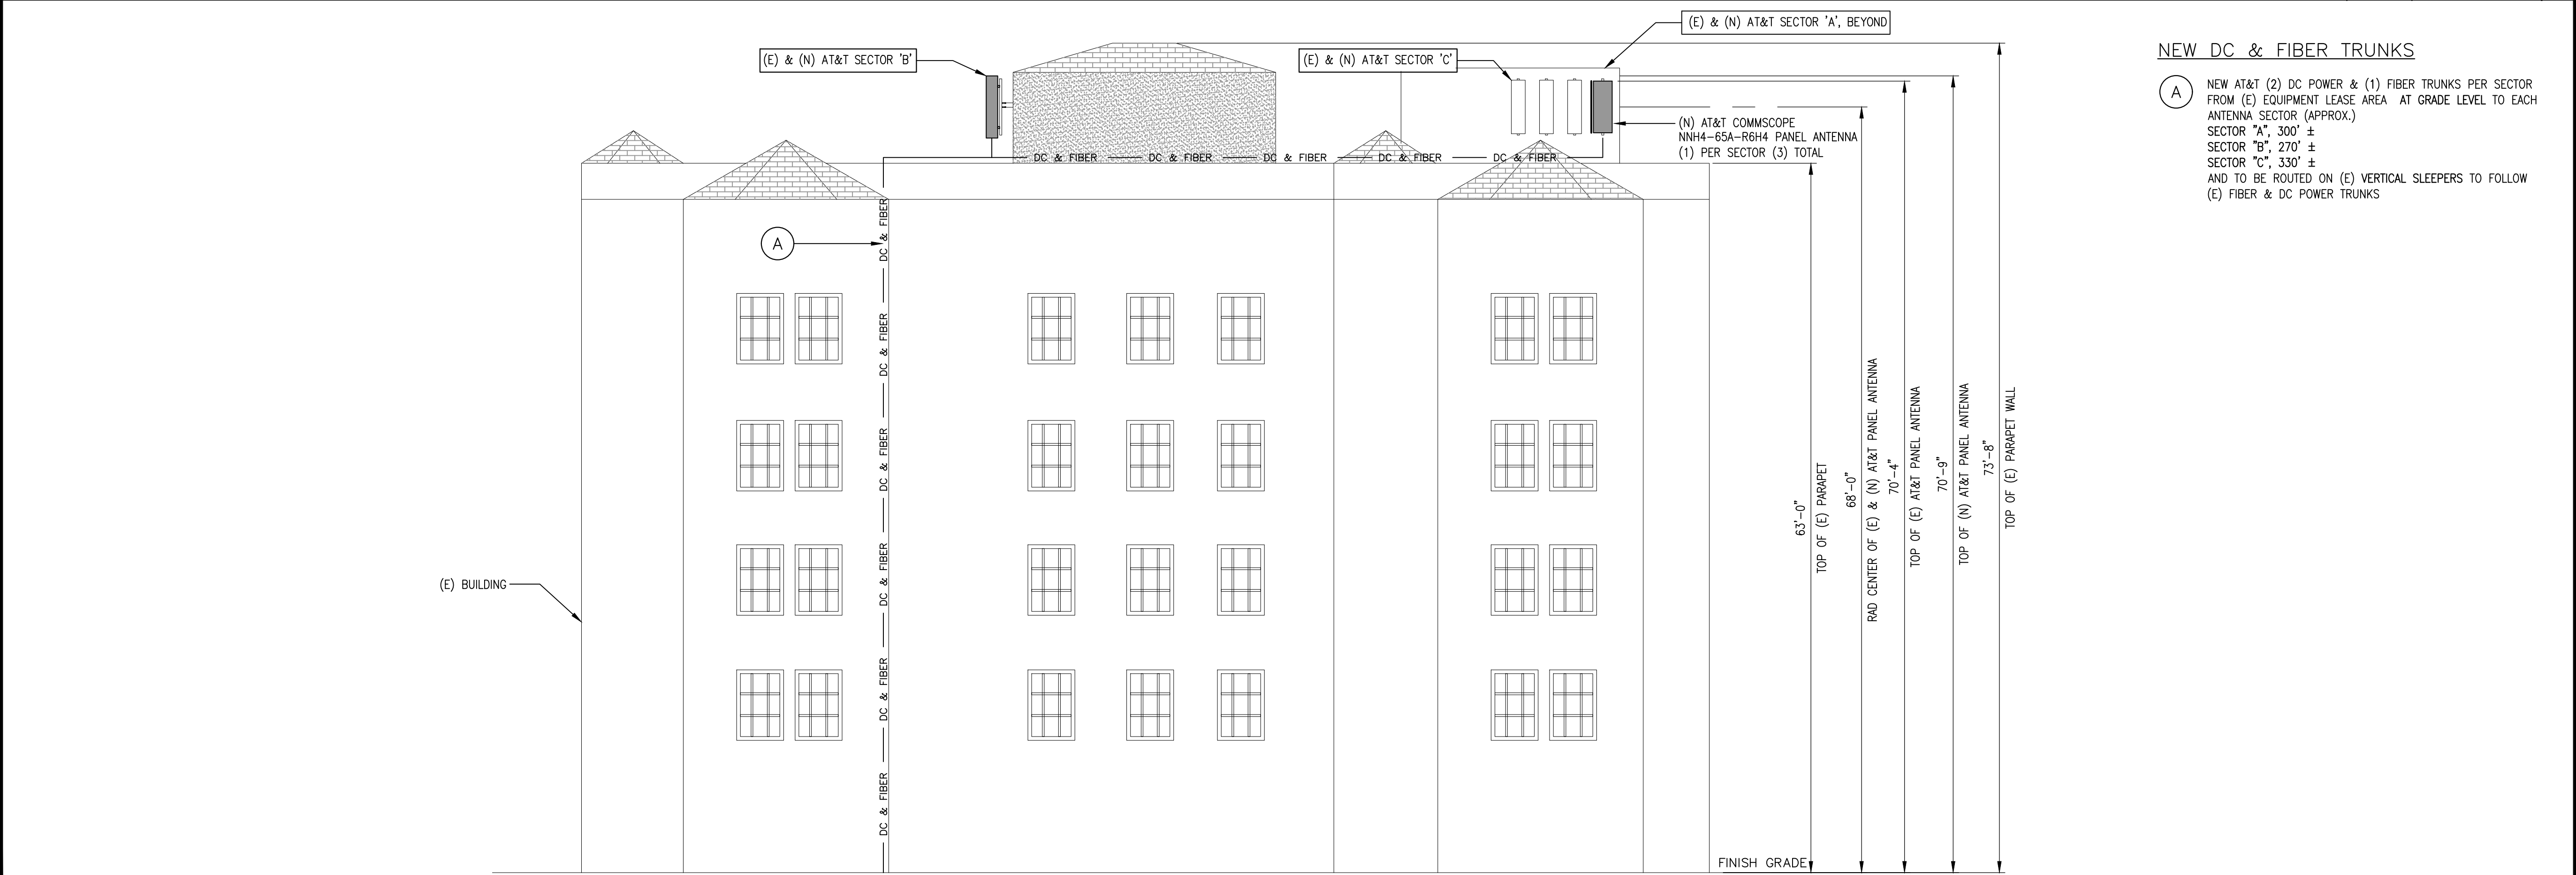 (E) & (N) AT&T SECTOR 'A', BEYOND
(E) & (N) AT&T SECTOR 'B'
(E) & (N) AT&T SECTOR 'C'
NEW DC & FIBER TRUNKS
A
NEW AT&T (2) DC POWER & (1) FIBER TRUNKS PER SECTOR
FROM (E) EQUIPMENT LEASE AREA AT GRADE LEVEL TO EACH
ANTENNA SECTOR (APPROX.)
SECTOR "A", 300' ±
SECTOR "B", 270' ±
SECTOR "C", 330' ±
AND TO BE ROUTED ON (E) VERTICAL SLEEPERS TO FOLLOW
(E) FIBER & DC POWER TRUNKS
(N) AT&T COMMSCOPE
NNH4-65A-R6H4 PANEL ANTENNA
(1) PER SECTOR (3) TOTAL
DC & FIBER
DC & FIBER
DC & FIBER
DC & FIBER
DC & FIBER
DC & FIBER
A
DC & FIBER
DC & FIBER
DC & FIBER
DC & FIBER
DC & FIBER
(E) BUILDING
63'-0"
TOP OF (E) PARAPET
68'-0"
RAD CENTER OF (E) & (N) AT&T PANEL ANTENNA
70'-4"
TOP OF (E) AT&T PANEL ANTENNA
70'-9"
TOP OF (N) AT&T PANEL ANTENNA
73'-8"
TOP OF (E) PARAPET WALL
FINISH GRADE